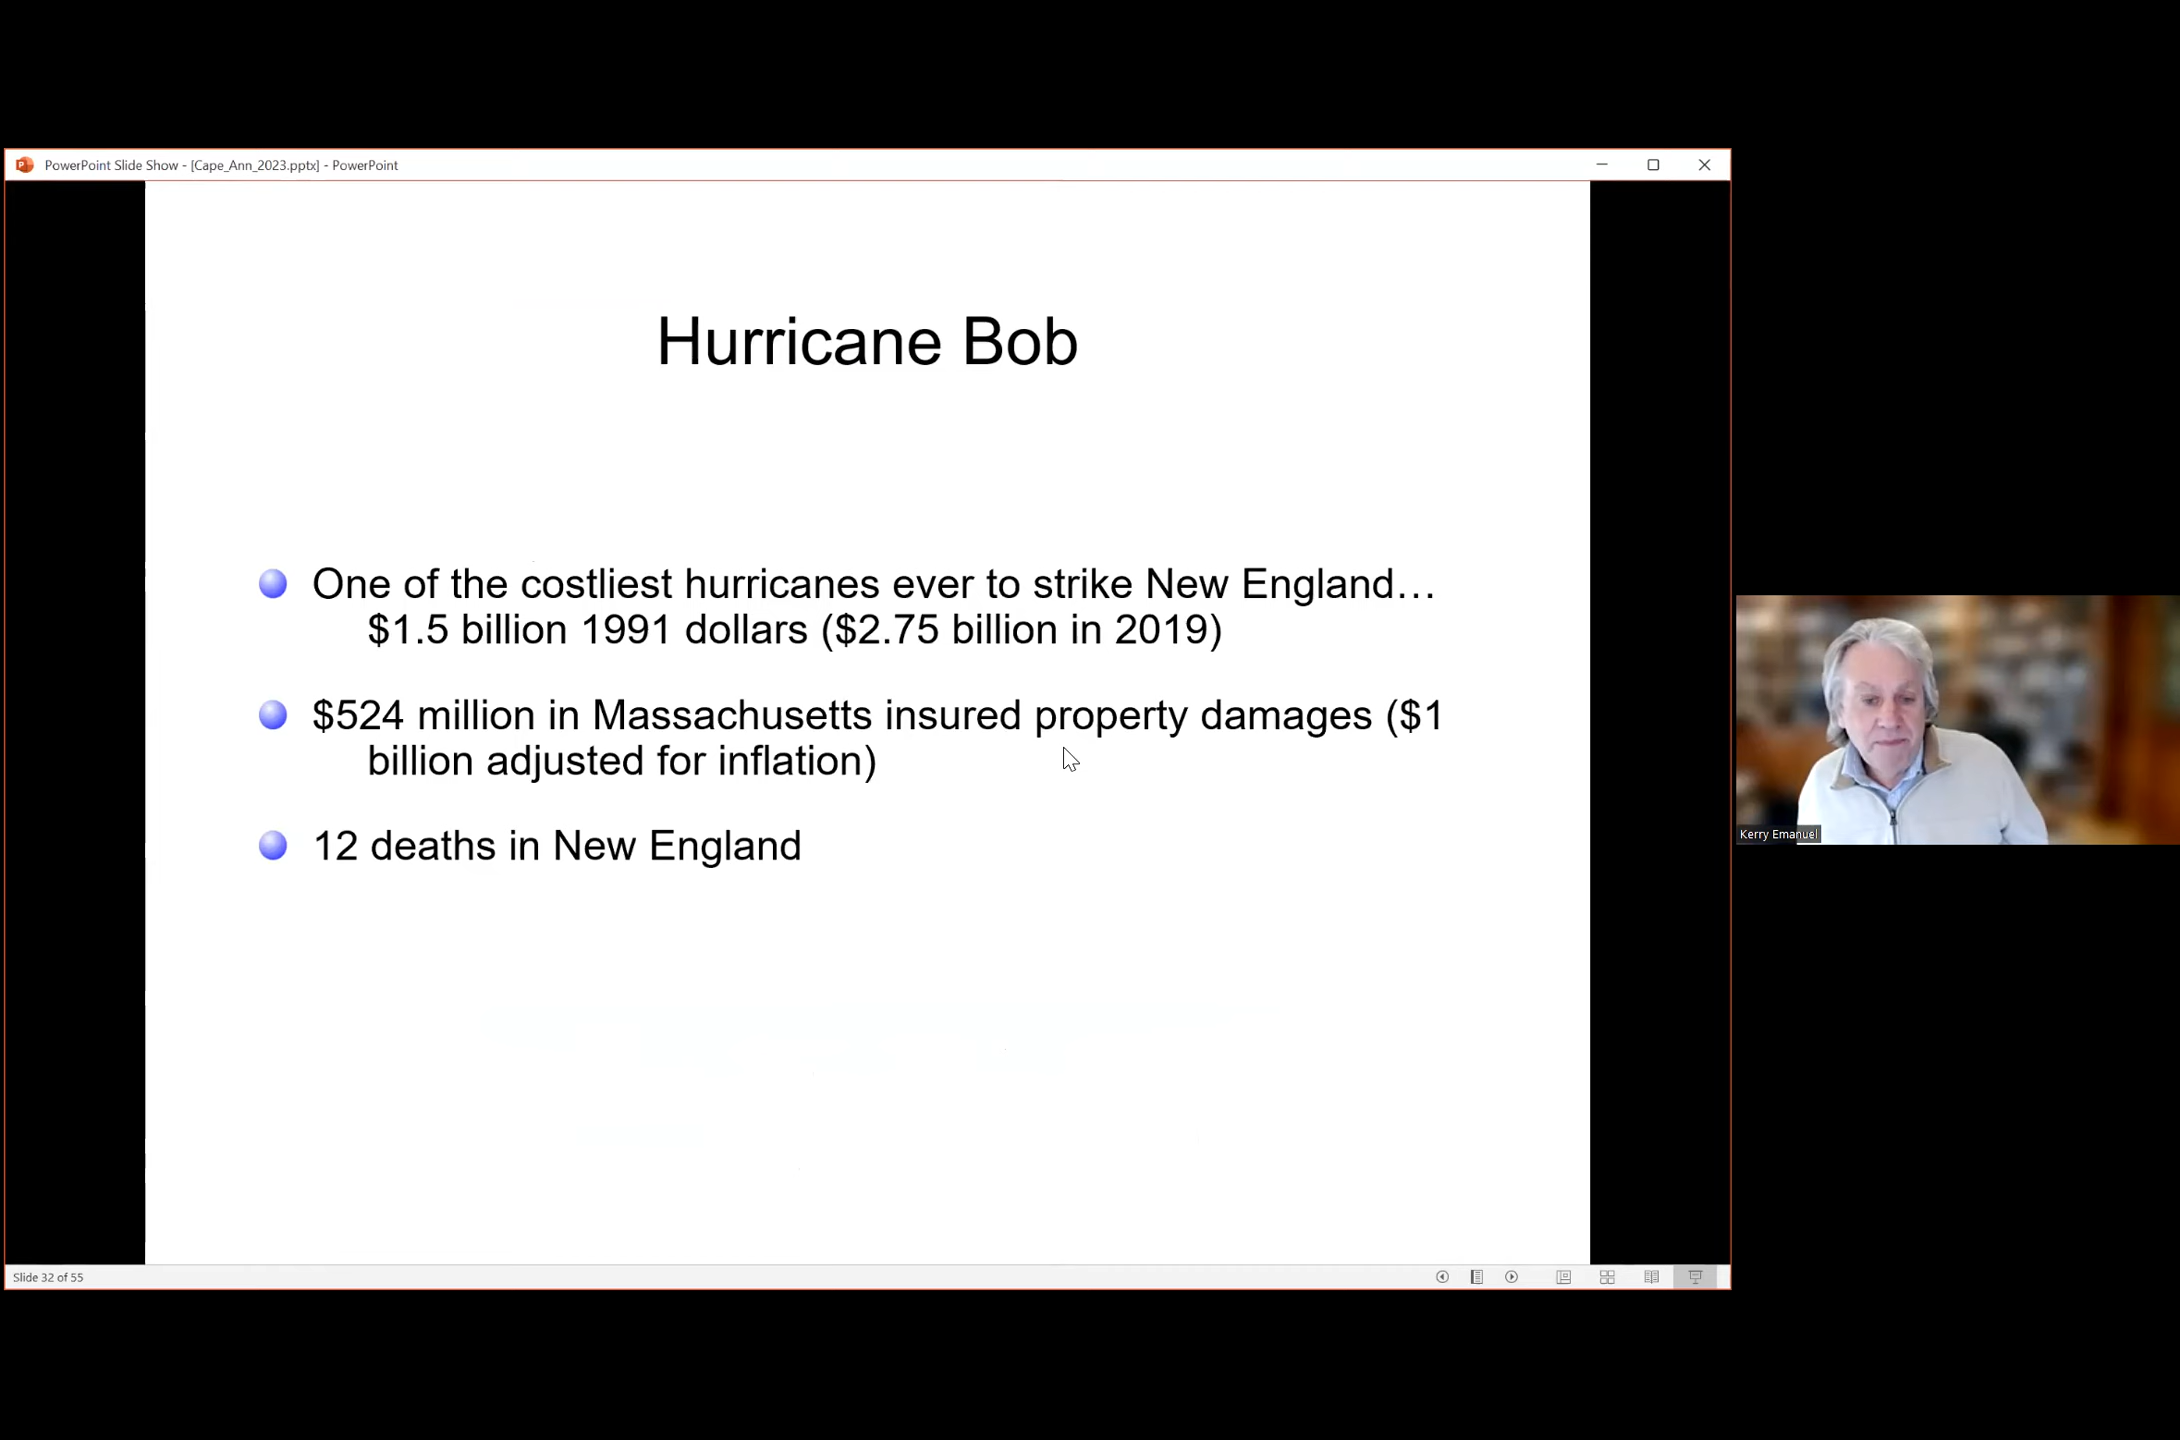 PowerPoint Slide Show - [Cape_Ann_2023.pptx] - PowerPoint
Hurricane Bob
One of the costliest hurricanes ever to strike New England…
$1.5 billion 1991 dollars ($2.75 billion in 2019)
$524 million in Massachusetts insured property damages ($1
billion adjusted for inflation)
12 deaths in New England
Kerry Emanuel
Slide 32 of 55